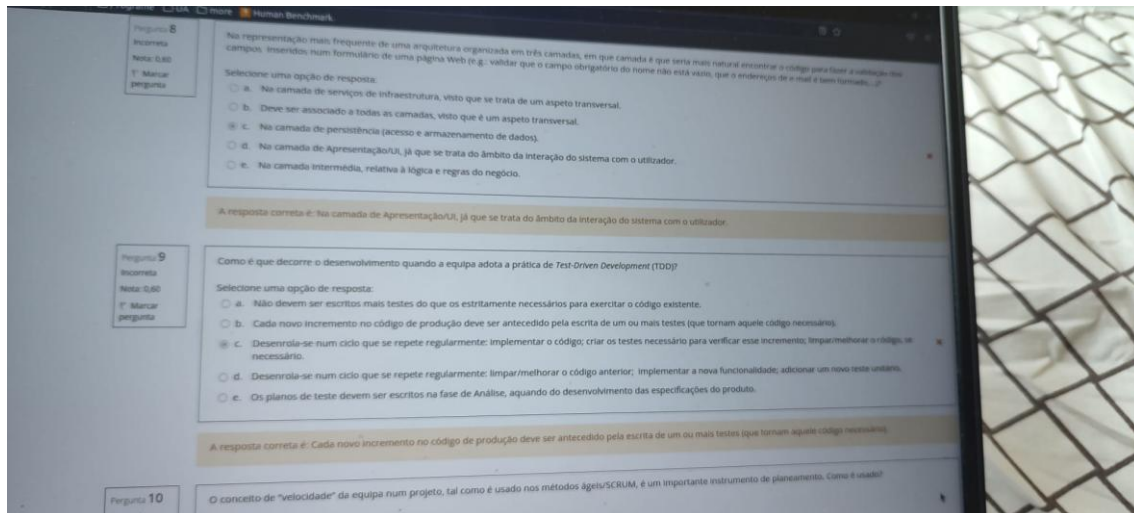 UA more Human Benchmark
Pergunta 8
Incorreta
Nota: 0,60
Marcar
pergunta
Na representação mais frequente de uma arquitetura organizada em três camadas, em que camada é que seria mais natural encontrar o código para fazer a validação dos
campos, inseridos num formulário de uma página Web (e.g.: validar que o campo obrigatório do nome não está vazio, que o endereços de e-mail é bem formado,...)?
Selecione uma opção de resposta:
a. Na camada de serviços de infraestrutura, visto que se trata de um aspeto transversal.
b. Deve ser associado a todas as camadas, visto que é um aspeto transversal.
c. Na camada de persistência (acesso e armazenamento de dados).
d. Na camada de Apresentação/UI, já que se trata do âmbito da interação do sistema com o utilizador.
e. Na camada intermédia, relativa à lógica e regras do negócio.
A resposta correta é: Na camada de Apresentação/UI, já que se trata do âmbito da interação do sistema com o utilizador.
Pergunta 9
Incorreta
Nota: 0,60
Marcar
pergunta
Como é que decorre o desenvolvimento quando a equipa adota a prática de Test-Driven Development (TDD)?
Selecione uma opção de resposta:
a. Não devem ser escritos mais testes do que os estritamente necessários para exercitar o código existente.
b. Cada novo incremento no código de produção deve ser antecedido pela escrita de um ou mais testes (que tornam aquele código necessário).
c. Desenrola-se num ciclo que se repete regularmente: implementar o código; criar os testes necessário para verificar esse incremento; limpar/melhorar o código, se
necessário.
d. Desenrola-se num ciclo que se repete regularmente: limpar/melhorar o código anterior; implementar a nova funcionalidade; adicionar um novo teste unitário.
e. Os planos de teste devem ser escritos na fase de Análise, aquando do desenvolvimento das especificações do produto.
A resposta correta é: Cada novo incremento no código de produção deve ser antecedido pela escrita de um ou mais testes (que tornam aquele código necessário).
Pergunta 10
O conceito de "velocidade" da equipa num projeto, tal como é usado nos métodos ágeis/SCRUM, é um importante instrumento de planeamento. Como é usado?